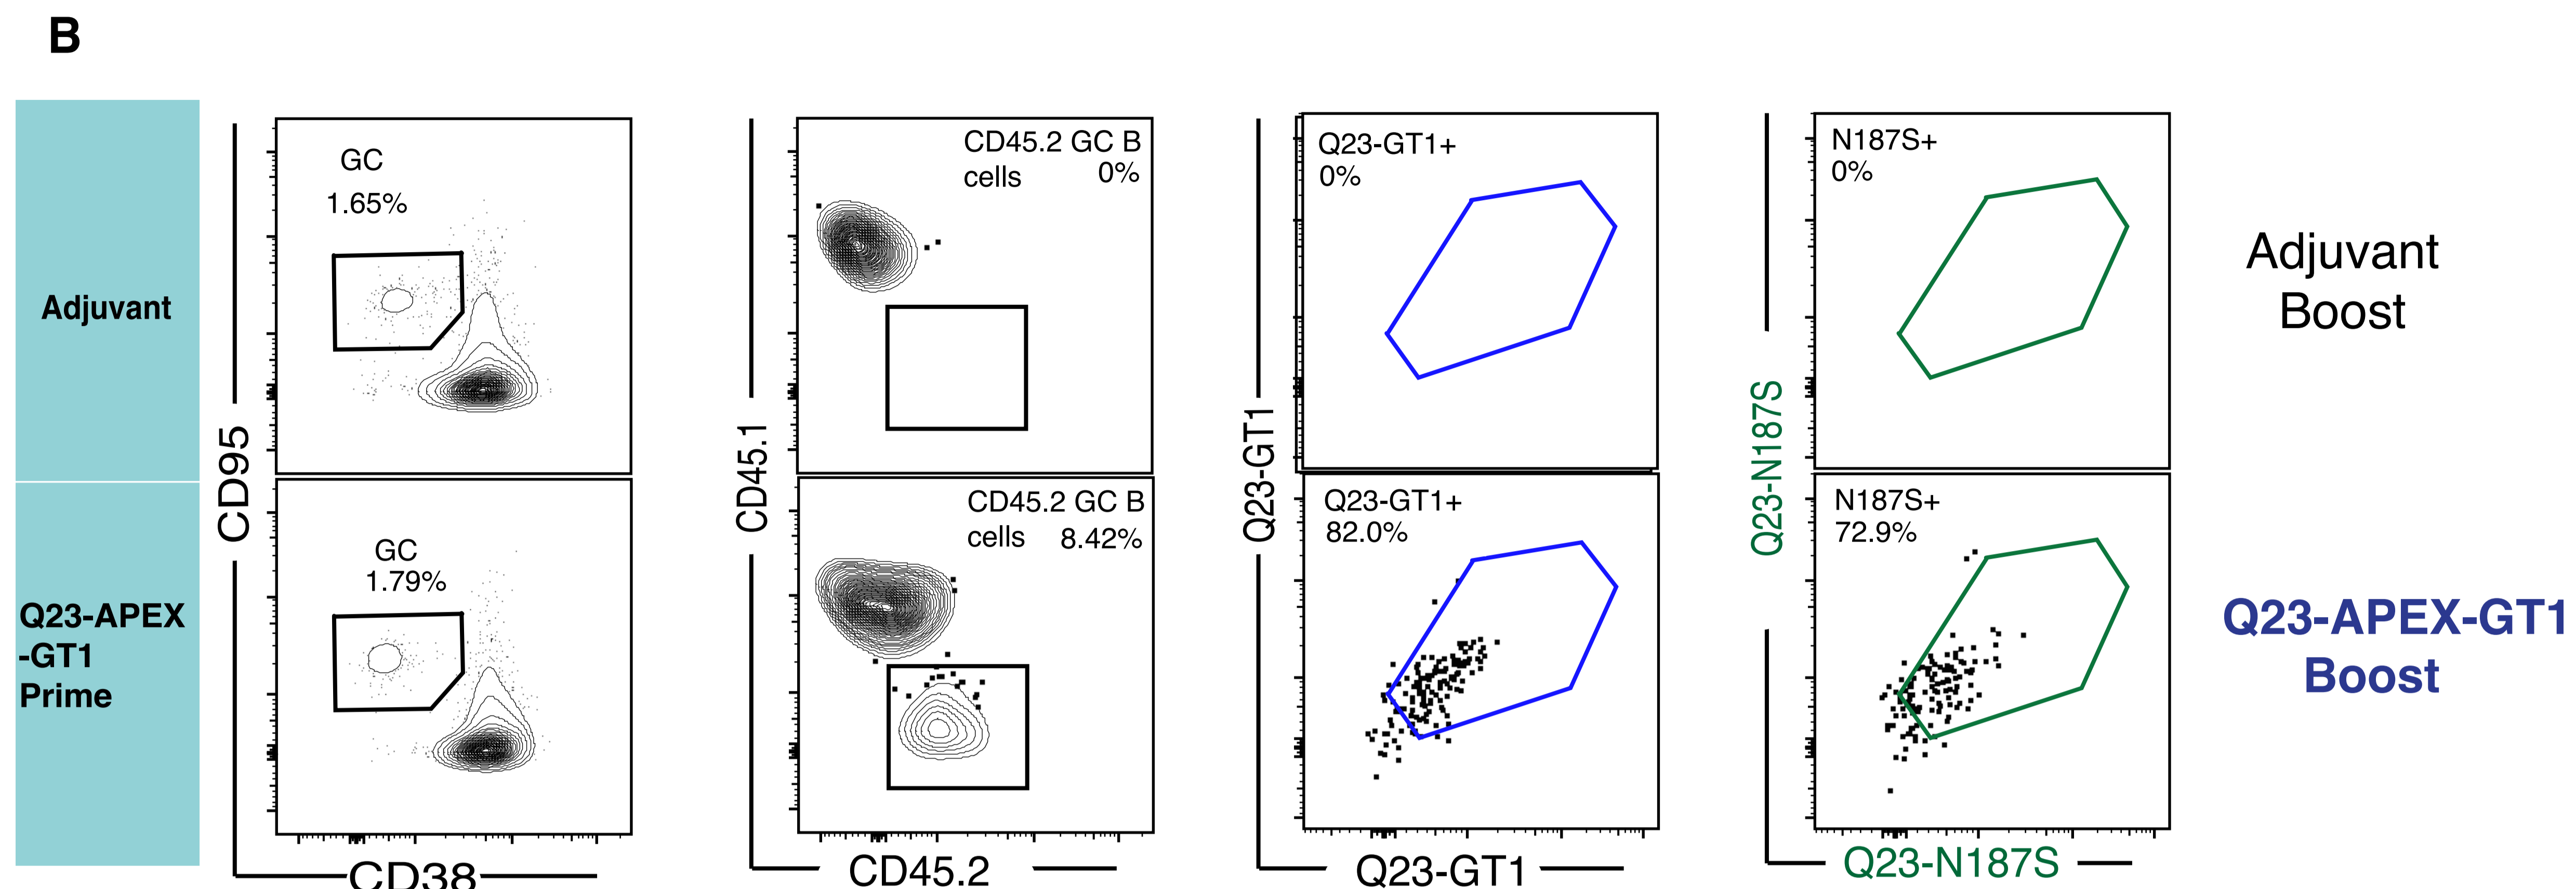 B
Adjuvant
CD95
GC
1.65%
CD45.1
CD45.2 GC B
cells 0%
Q23-GT1
Q23-GT1+
0%
Q23-N187S
N187S+
0%
Adjuvant
Boost
Q23-APEX
-GT1
Prime
GC
1.79%
CD45.2 GC B
cells 8.42%
Q23-GT1+
82.0%
N187S+
72.9%
Q23-APEX-GT1
Boost
CD38
CD45.2
Q23-GT1
Q23-N187S